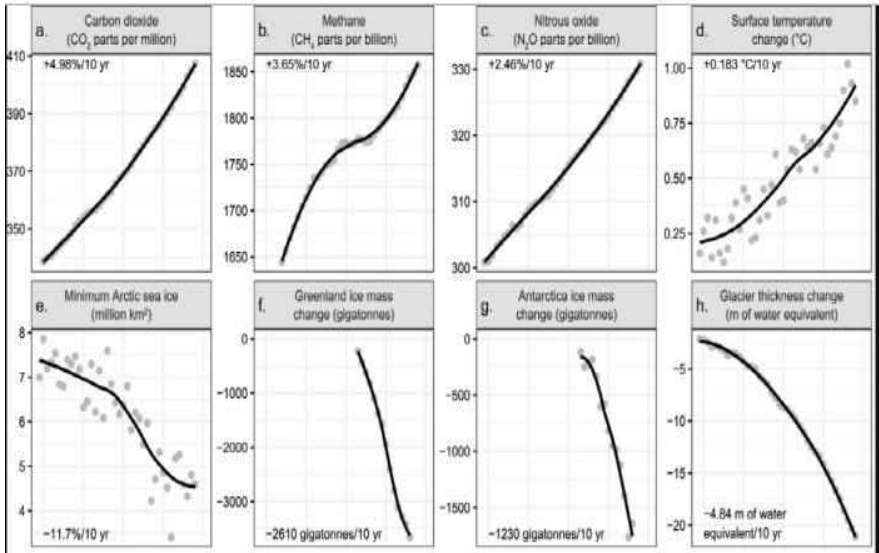 a.
Carbon dioxide
(CO₂ parts per million)
+4.98%/10 yr
410
390
370
350
b.
Methane
(CH₄ parts per billion)
+3.65%/10 yr
1850
1800
1750
1700
1650
c.
Nitrous oxide
(N₂O parts per billion)
+2.46%/10 yr
330
320
310
300
d.
Surface temperature
change (°C)
+0.183 °C/10 yr
1.00
0.75
0.50
0.25
e.
Minimum Arctic sea ice
(million km²)
8
7
6
5
4
−11.7%/10 yr
f.
Greenland ice mass
change (gigatonnes)
0
−1000
−2000
−3000
−2610 gigatonnes/10 yr
g.
Antarctica ice mass
change (gigatonnes)
0
−500
−1000
−1500
−1230 gigatonnes/10 yr
h.
Glacier thickness change
(m of water equivalent)
−5
−10
−15
−20
−4.84 m of water
equivalent/10 yr